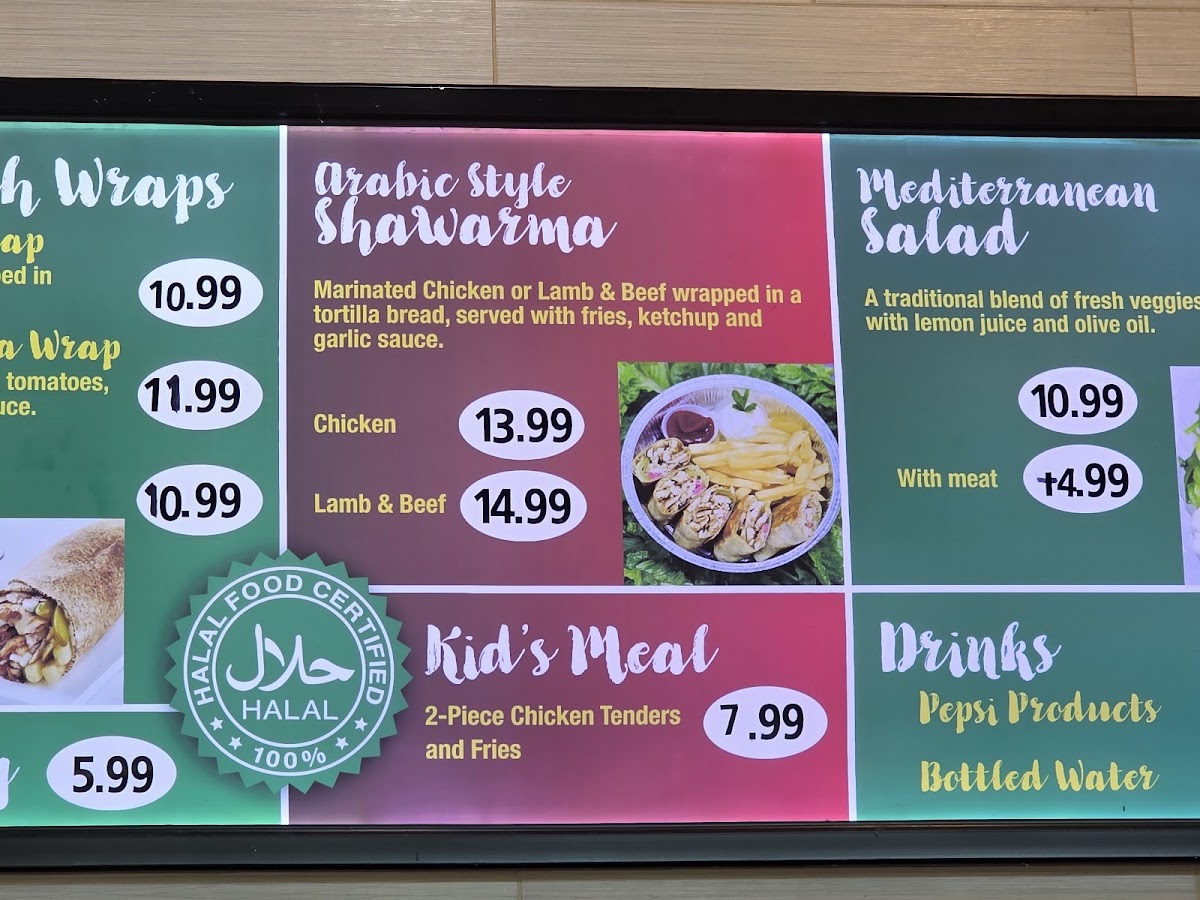 Wraps
10.99
Wrap
11.99
tomatoes,
10.99
5.99
HALAL FOOD CERTIFIED
حلال
HALAL
100%
Arabic Style
Shawarma
Marinated Chicken or Lamb & Beef wrapped in a
tortilla bread, served with fries, ketchup and
garlic sauce.
Chicken 13.99
Lamb & Beef 14.99
Kid's Meal
2-Piece Chicken Tenders
and Fries
7.99
Mediterranean
Salad
A traditional blend of fresh veggies
with lemon juice and olive oil.
10.99
With meat +4.99
Drinks
Pepsi Products
Bottled Water